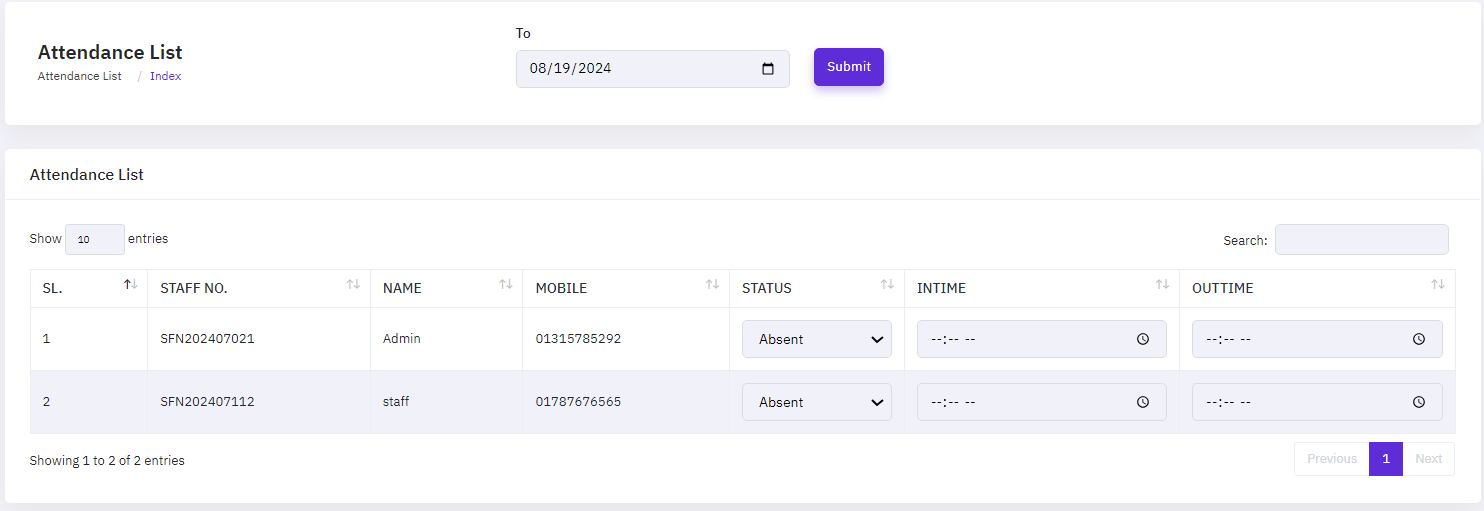 Attendance List
Attendance List / Index
To
08/19/2024
Submit
Attendance List
Show 10 entries
Search:
SL. STAFF NO. NAME MOBILE STATUS INTIME OUTTIME
1 SFN202407021 Admin 01315785292 Absent --:-- -- --:-- --
2 SFN202407112 staff 01787676565 Absent --:-- -- --:-- --
Showing 1 to 2 of 2 entries
Previous 1 Next